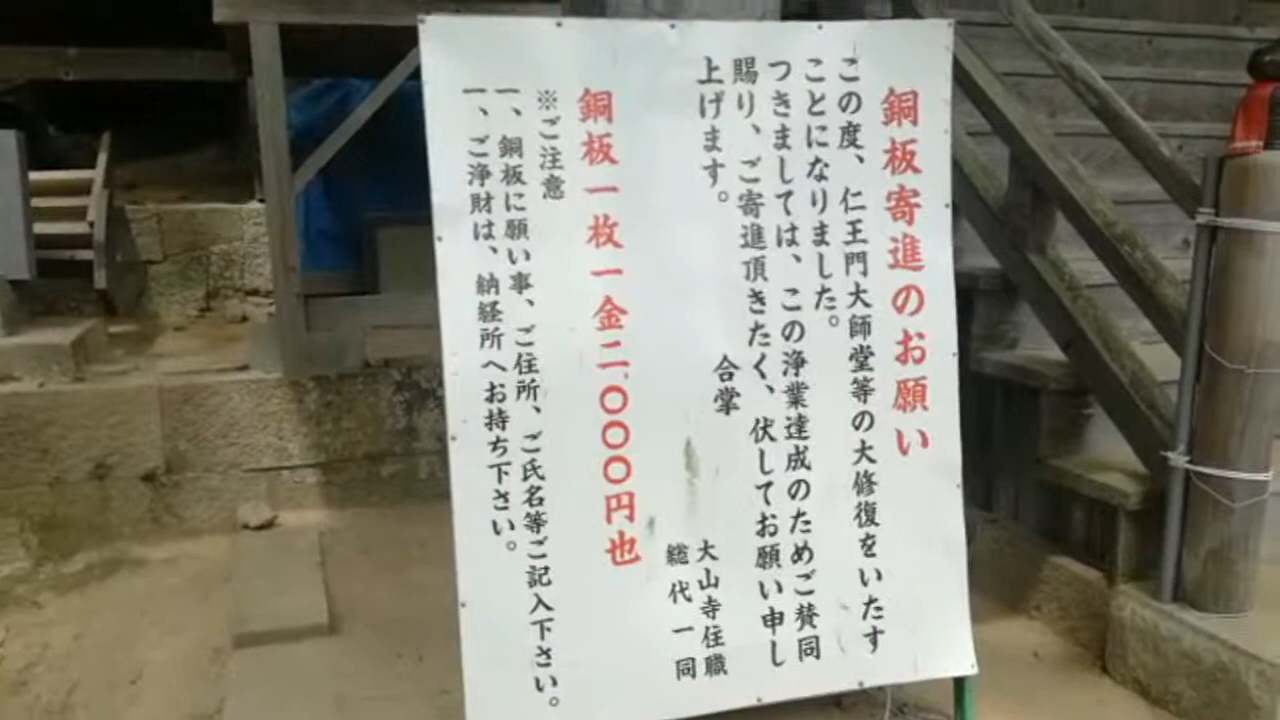 銅板寄進のお願い
この度、仁王門大師堂等の大修復をいたす
ことになりました。
つきましては、この浄業達成のためご賛同
賜り、ご寄進頂きたく、伏してお願い申し
上げます。
合掌
大山寺住職
総代一同
銅板一枚一金二,〇〇〇円也
※ご注意
一、銅板に願い事、ご住所、ご氏名等ご記入下さい。
一、ご浄財は、納経所へお持ち下さい。